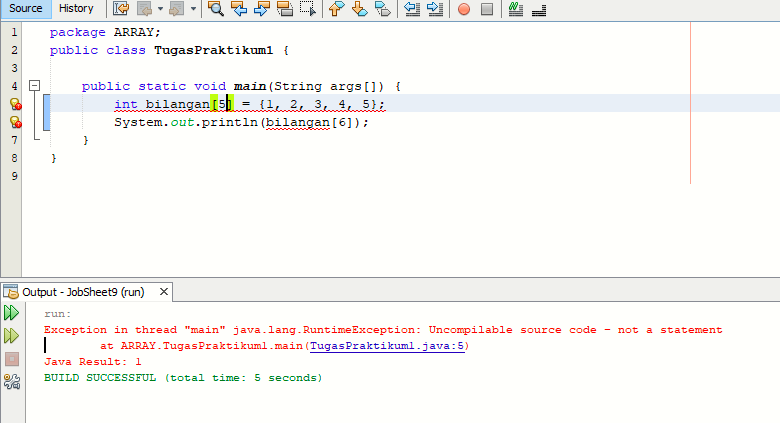 Source History
1 package ARRAY;
2 public class TugasPraktikum1 {
3
4 public static void main(String args[]) {
int bilangan[5] = {1, 2, 3, 4, 5};
System.out.println(bilangan[6]);
7 }
8 }
9
Output - JobSheet9 (run) ×
run:
Exception in thread "main" java.lang.RuntimeException: Uncompilable source code - not a statement
at ARRAY.TugasPraktikum1.main(TugasPraktikum1.java:5)
Java Result: 1
BUILD SUCCESSFUL (total time: 5 seconds)